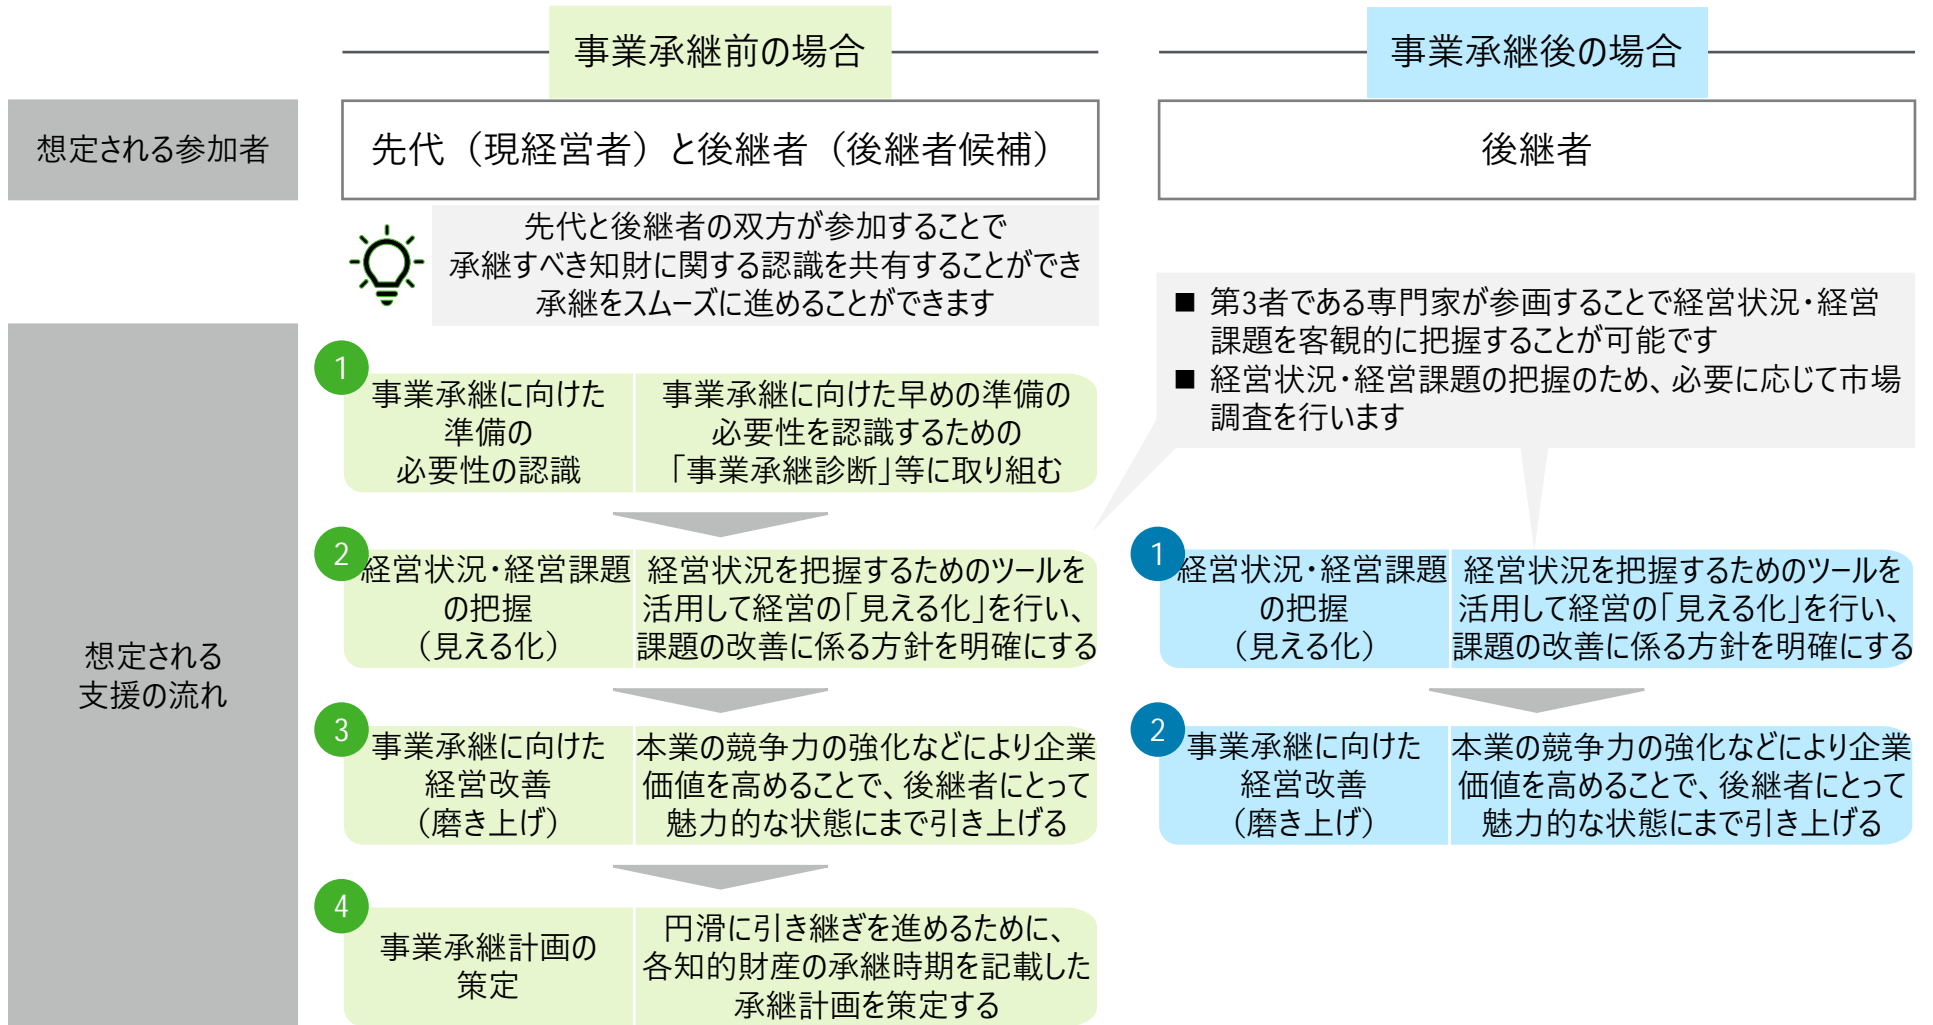 事業承継前の場合
事業承継後の場合
想定される参加者
先代（現経営者）と後継者（後継者候補）
後継者
先代と後継者の双方が参加することで
承継すべき知財に関する認識を共有することができ
承継をスムーズに進めることができます
■ 第3者である専門家が参画することで経営状況・経営
課題を客観的に把握することが可能です
■ 経営状況・経営課題の把握のため、必要に応じて市場
調査を行います
想定される
支援の流れ
1
事業承継に向けた
準備の
必要性の認識
事業承継に向けた早めの準備の
必要性を認識するための
「事業承継診断」等に取り組む
2
経営状況・経営課題
の把握
（見える化）
経営状況を把握するためのツールを
活用して経営の「見える化」を行い、
課題の改善に係る方針を明確にする
3
事業承継に向けた
経営改善
（磨き上げ）
本業の競争力の強化などにより企業
価値を高めることで、後継者にとって
魅力的な状態にまで引き上げる
4
事業承継計画の
策定
円滑に引き継ぎを進めるために、
各知的財産の承継時期を記載した
承継計画を策定する
1
経営状況・経営課題
の把握
（見える化）
経営状況を把握するためのツールを
活用して経営の「見える化」を行い、
課題の改善に係る方針を明確にする
2
事業承継に向けた
経営改善
（磨き上げ）
本業の競争力の強化などにより企業
価値を高めることで、後継者にとって
魅力的な状態にまで引き上げる